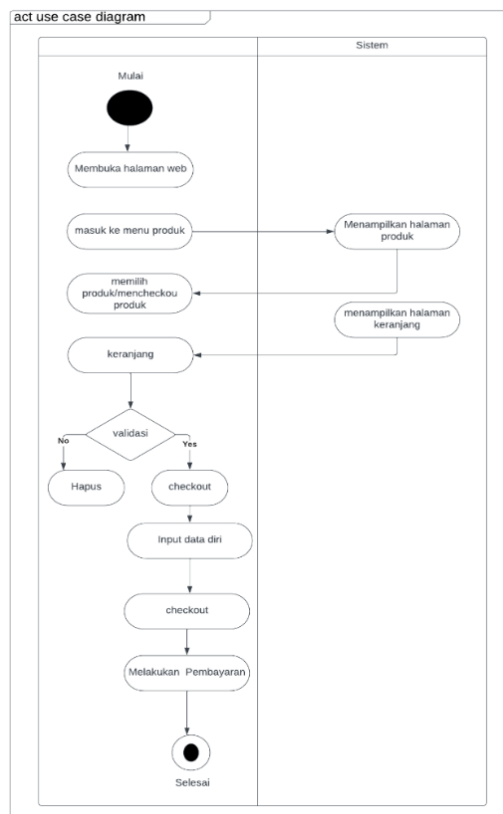 act use case diagram
Sistem
Mulai
Membuka halaman web
masuk ke menu produk
Menampilkan halaman
produk
memilih
produk/mencheckou
produk
menampilkan halaman
keranjang
keranjang
validasi
No
Yes
Hapus
checkout
Input data diri
checkout
Melakukan Pembayaran
Selesai